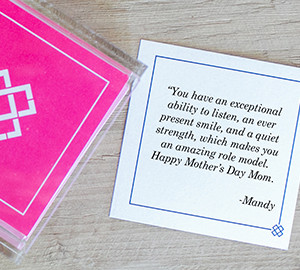 "You have an exceptional
ability to listen, an ever
present smile, and a quiet
strength, which makes you
an amazing role model.
Happy Mother's Day Mom.
-Mandy